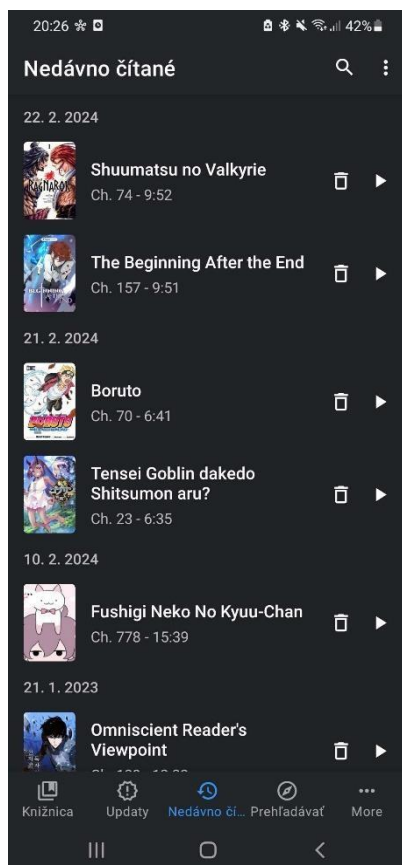 20:26
42%
Nedávno čítané
22. 2. 2024
RAGNAROK
Shuumatsu no Valkyrie
Ch. 74 - 9:52
The Beginning After the End
Ch. 157 - 9:51
21. 2. 2024
BORUTO
Boruto
Ch. 70 - 6:41
Tensei Goblin dakedo
Shitsumon aru?
Ch. 23 - 6:35
10. 2. 2024
Fushigi Neko No Kyuu-Chan
Ch. 778 - 15:39
21. 1. 2023
Omniscient Reader's
Viewpoint
Knižnica
Updaty
Nedávno čí...
Prehľadávať
More